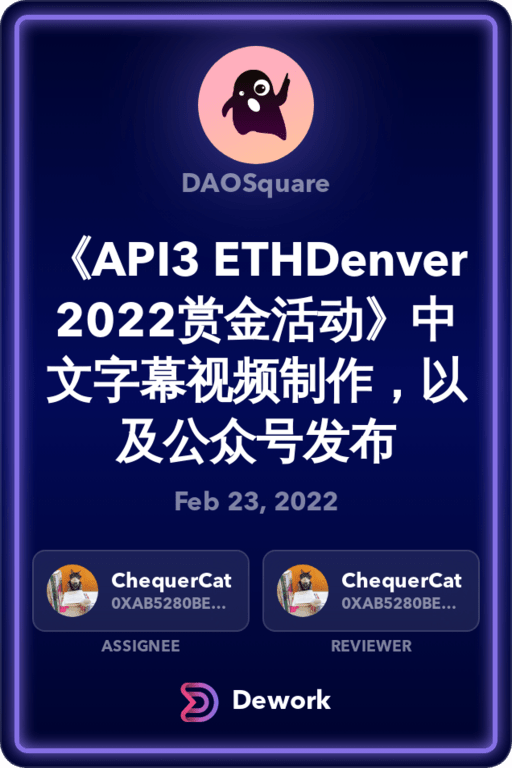 DAOSquare
《API3 ETHDenver
2022赏金活动》中
文字幕视频制作，以
及公众号发布
Feb 23, 2022
ChequerCat
0XAB5280BE...
ASSIGNEE
ChequerCat
0XAB5280BE...
REVIEWER
Dework